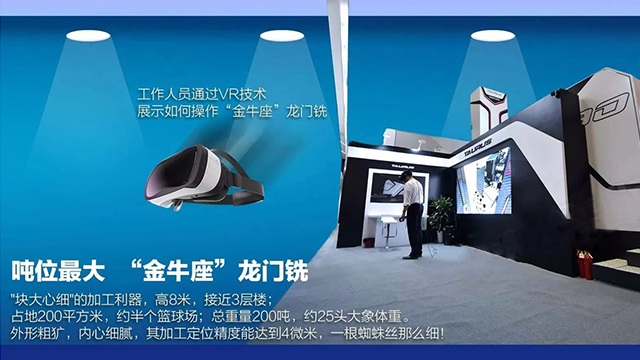 工作人员通过VR技术
展示如何操作“金牛座”龙门铣
TAURUS
TAURUS
吨位最大 “金牛座”龙门铣
"块大心细"的加工利器，高8米，接近3层楼；
占地200平方米，约半个篮球场；总重量200吨，约25头大象体重。
外形粗犷，内心细腻，其加工定位精度能达到4微米，一根蜘蛛丝那么细！